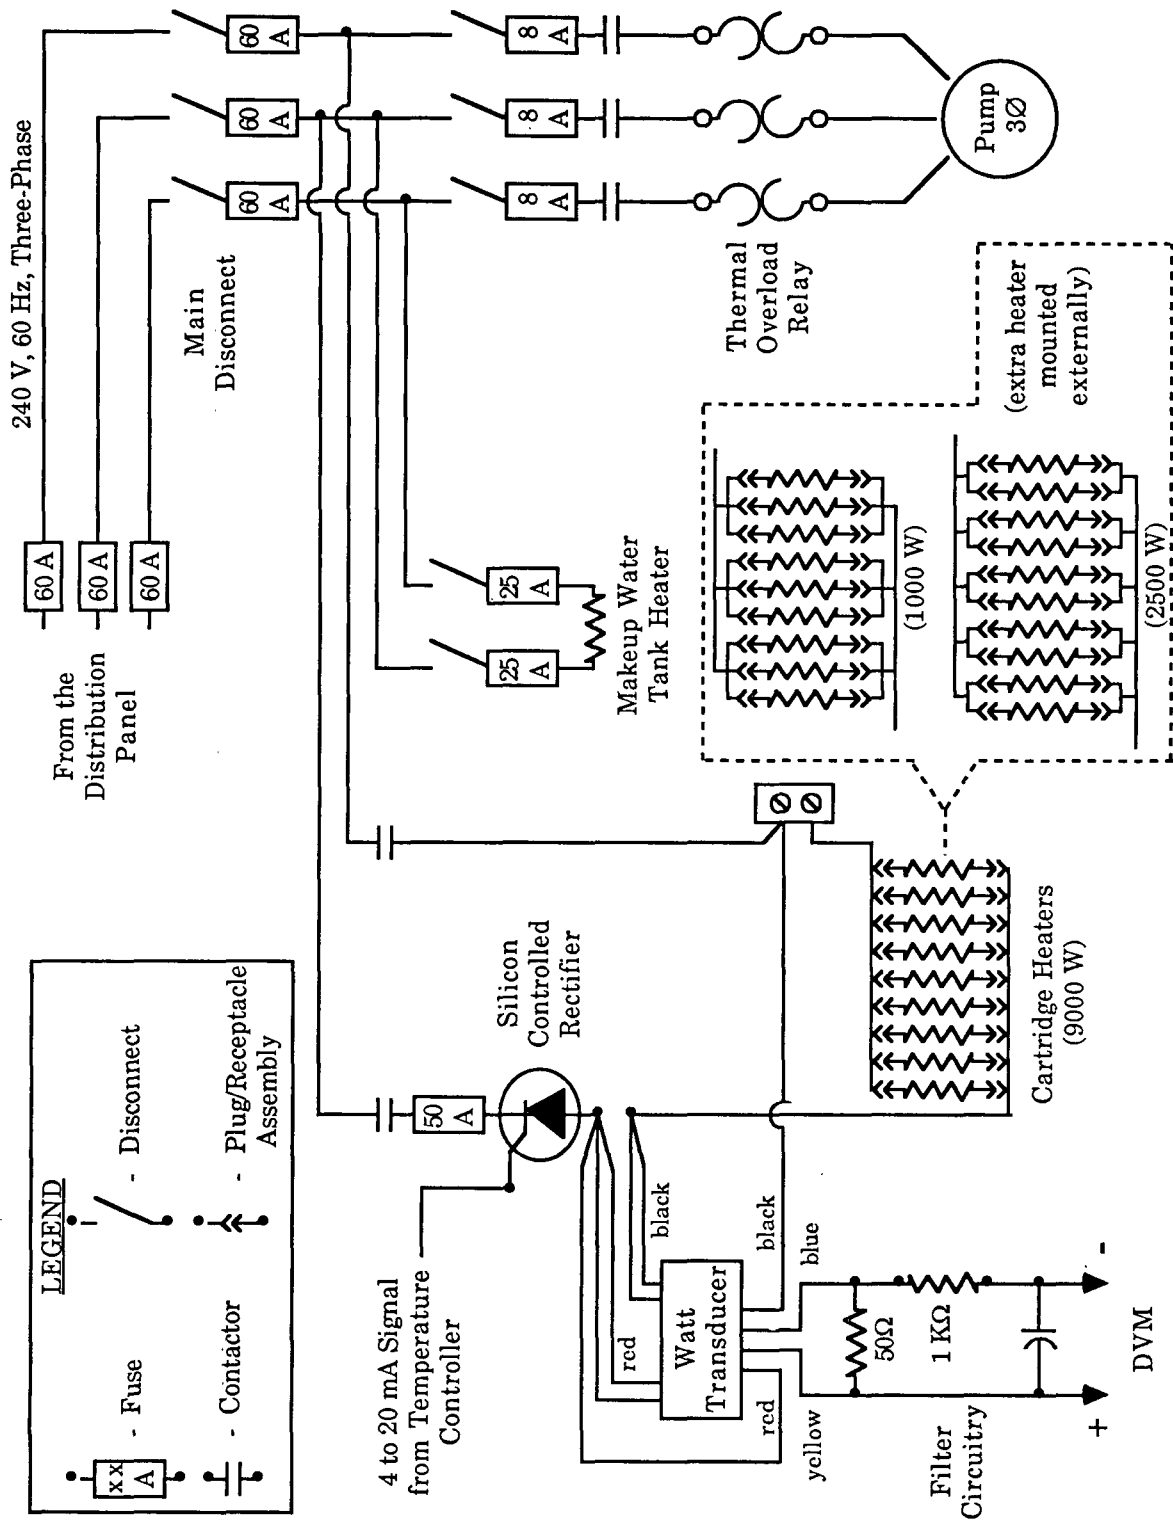 LEGEND
xx
A
- Fuse
- Disconnect
- Contactor
- Plug/Receptacle
Assembly
From the
Distribution
Panel
60 A
60 A
60 A
240 V, 60 Hz, Three-Phase
Main
Disconnect
60
A
60
A
60
A
8
A
8
A
8
A
Thermal
Overload
Relay
Pump
3Ø
25
A
25
A
Makeup Water
Tank Heater
4 to 20 mA Signal
from Temperature
Controller
50
A
Silicon
Controlled
Rectifier
red
black
Watt
Transducer
red
black
yellow
blue
50Ω
1 KΩ
Filter
Circuitry
+
-
DVM
Cartridge Heaters
(9000 W)
(1000 W)
(2500 W)
(extra heater
mounted
externally)